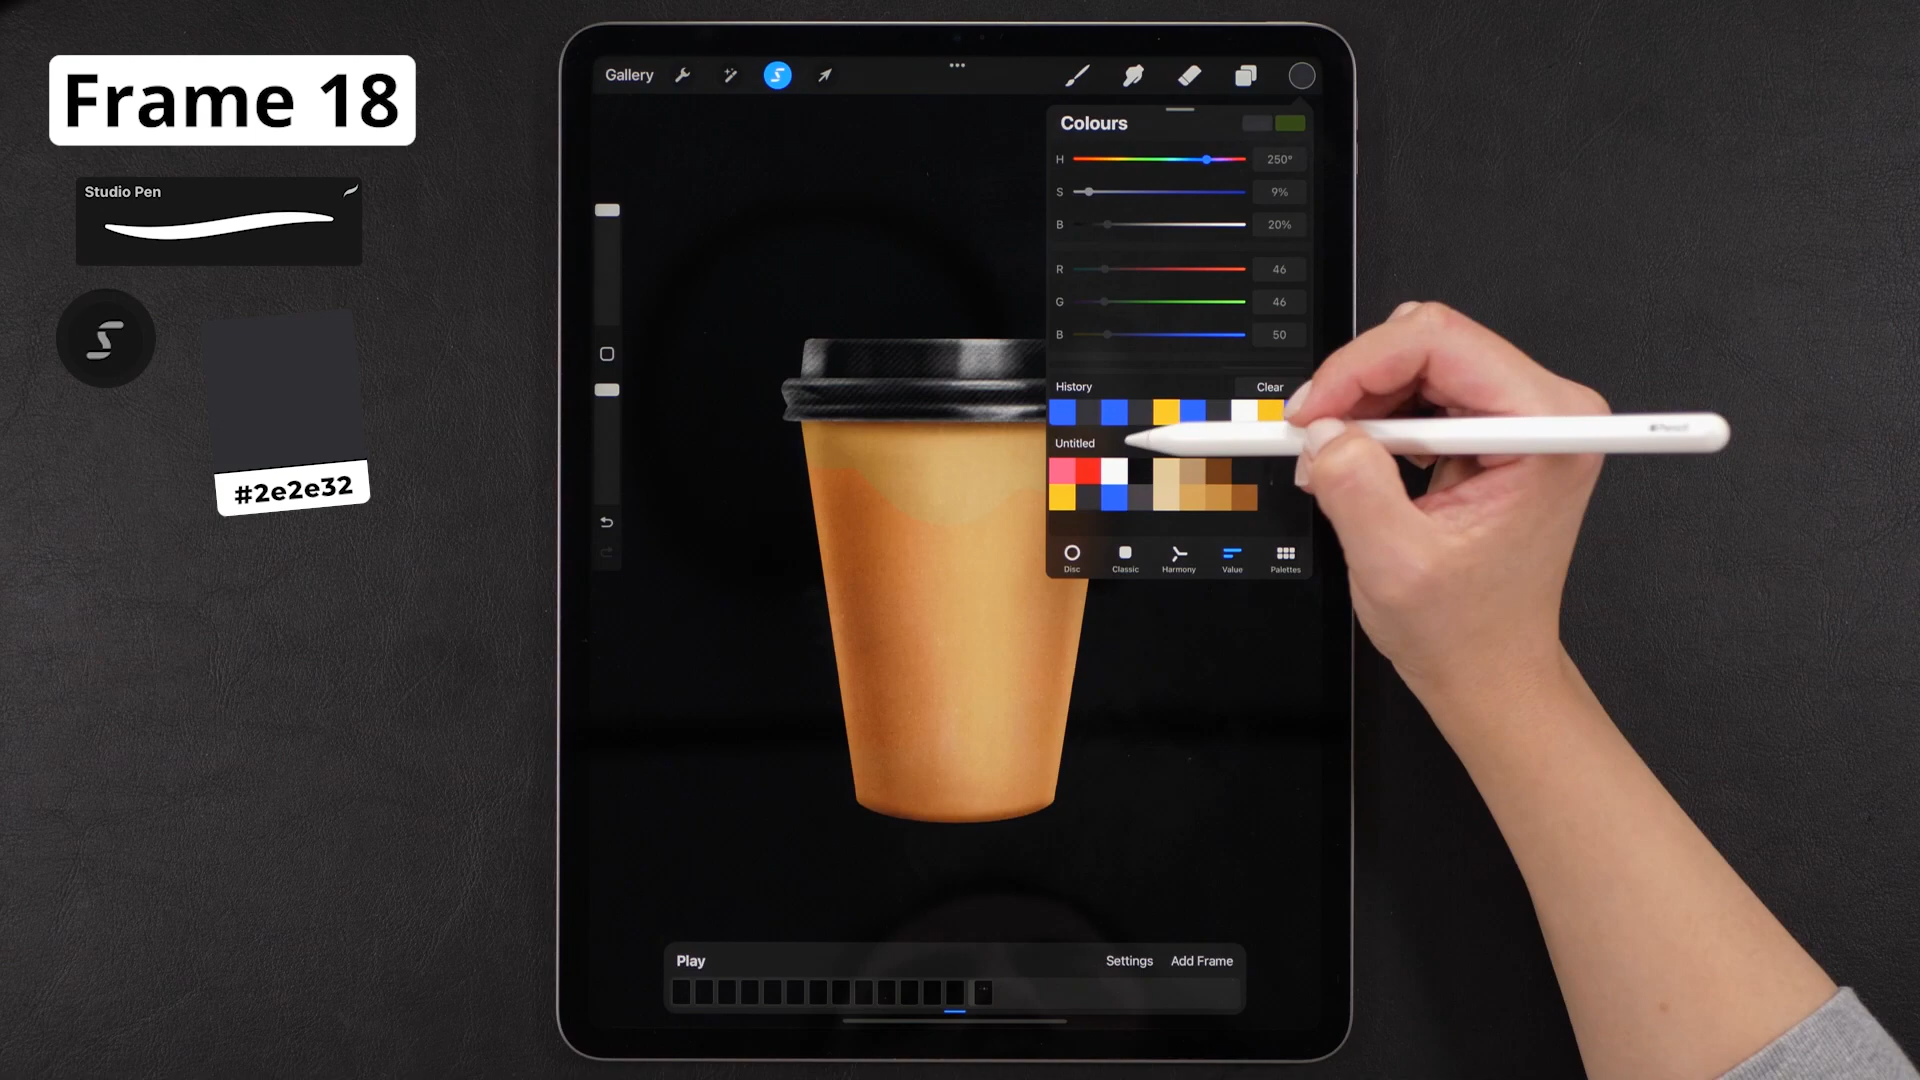 Frame 18
Studio Pen
#2e2e32
Gallery
Colours
H 250°
S 9%
B 20%
R 46
G 46
B 50
History Clear
Untitled
Disc Classic Harmony Value Palettes
Play Settings Add Frame